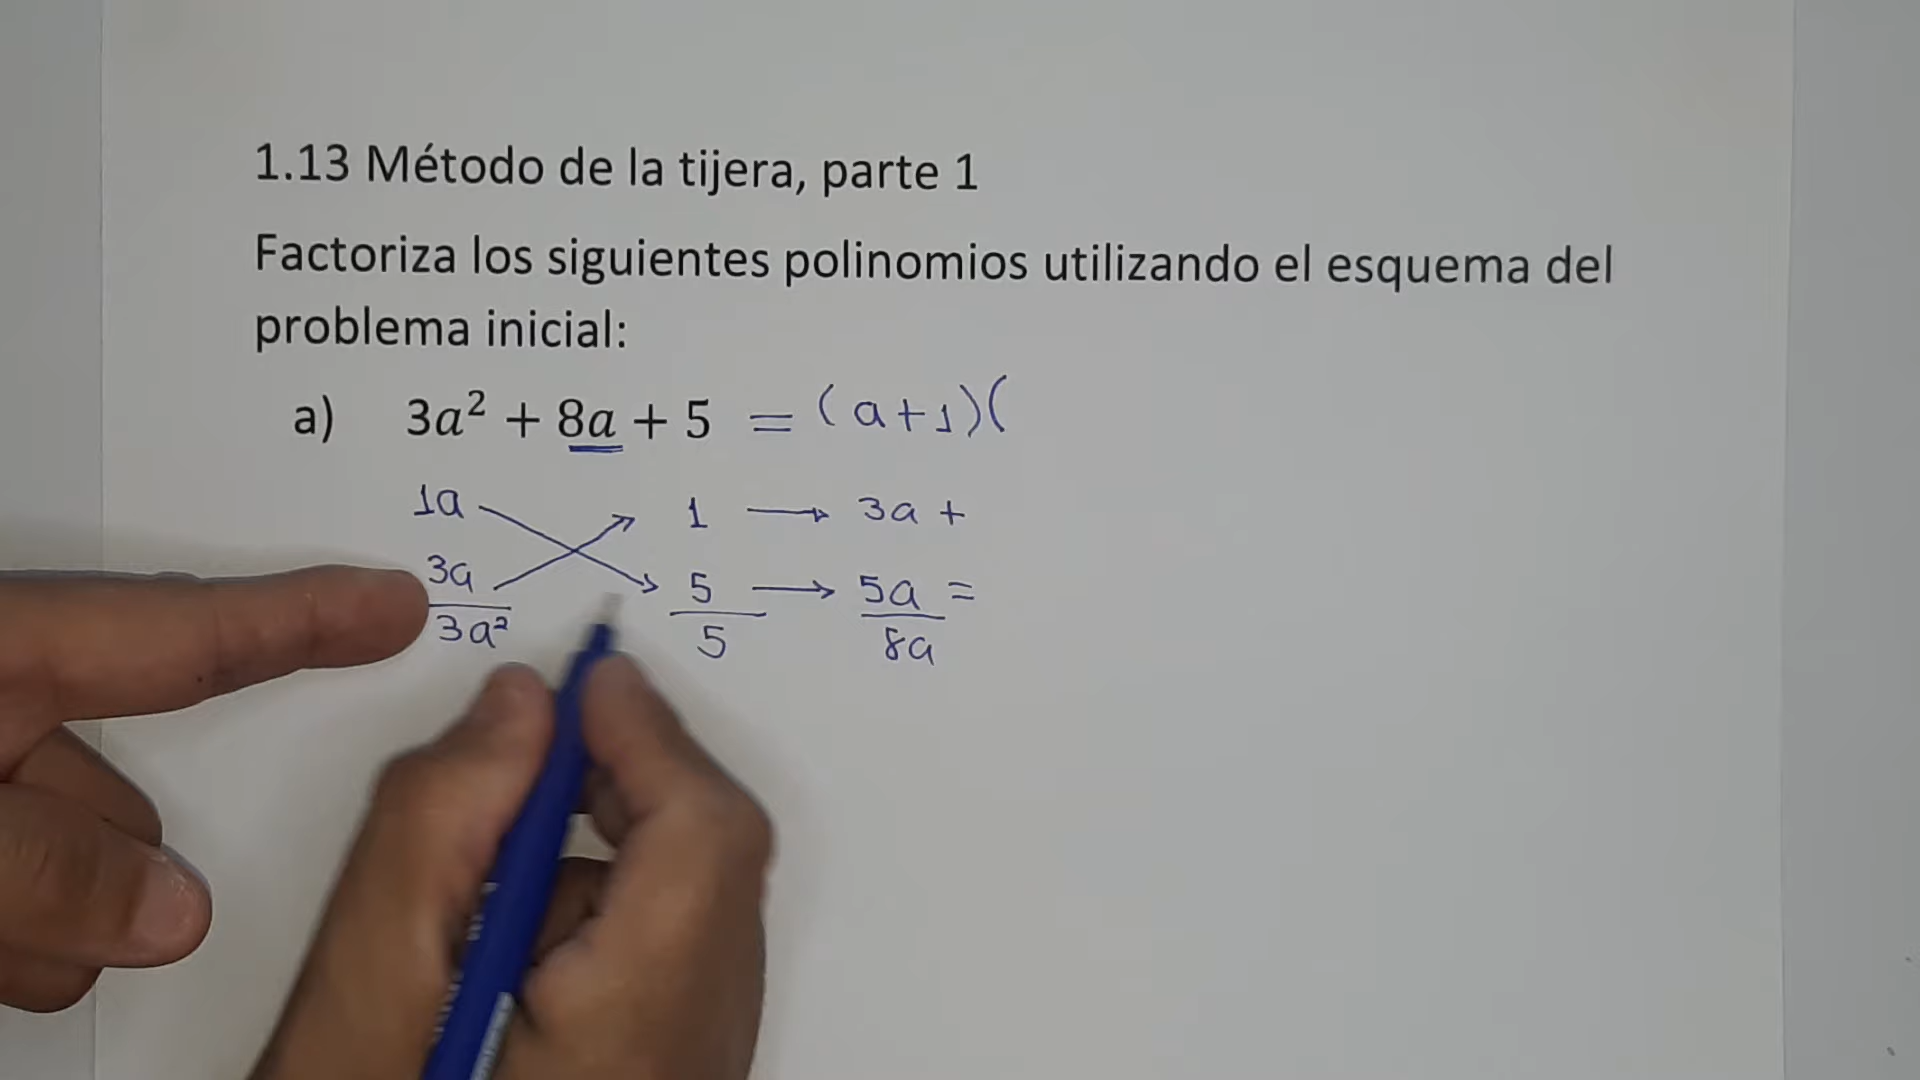 1.13 Método de la tijera, parte 1
Factoriza los siguientes polinomios utilizando el esquema del
problema inicial:
a) 3a² + 8a + 5 = (a+1)(
1a 1 → 3a +
3a 5 → 5a =
3a² 5 8a